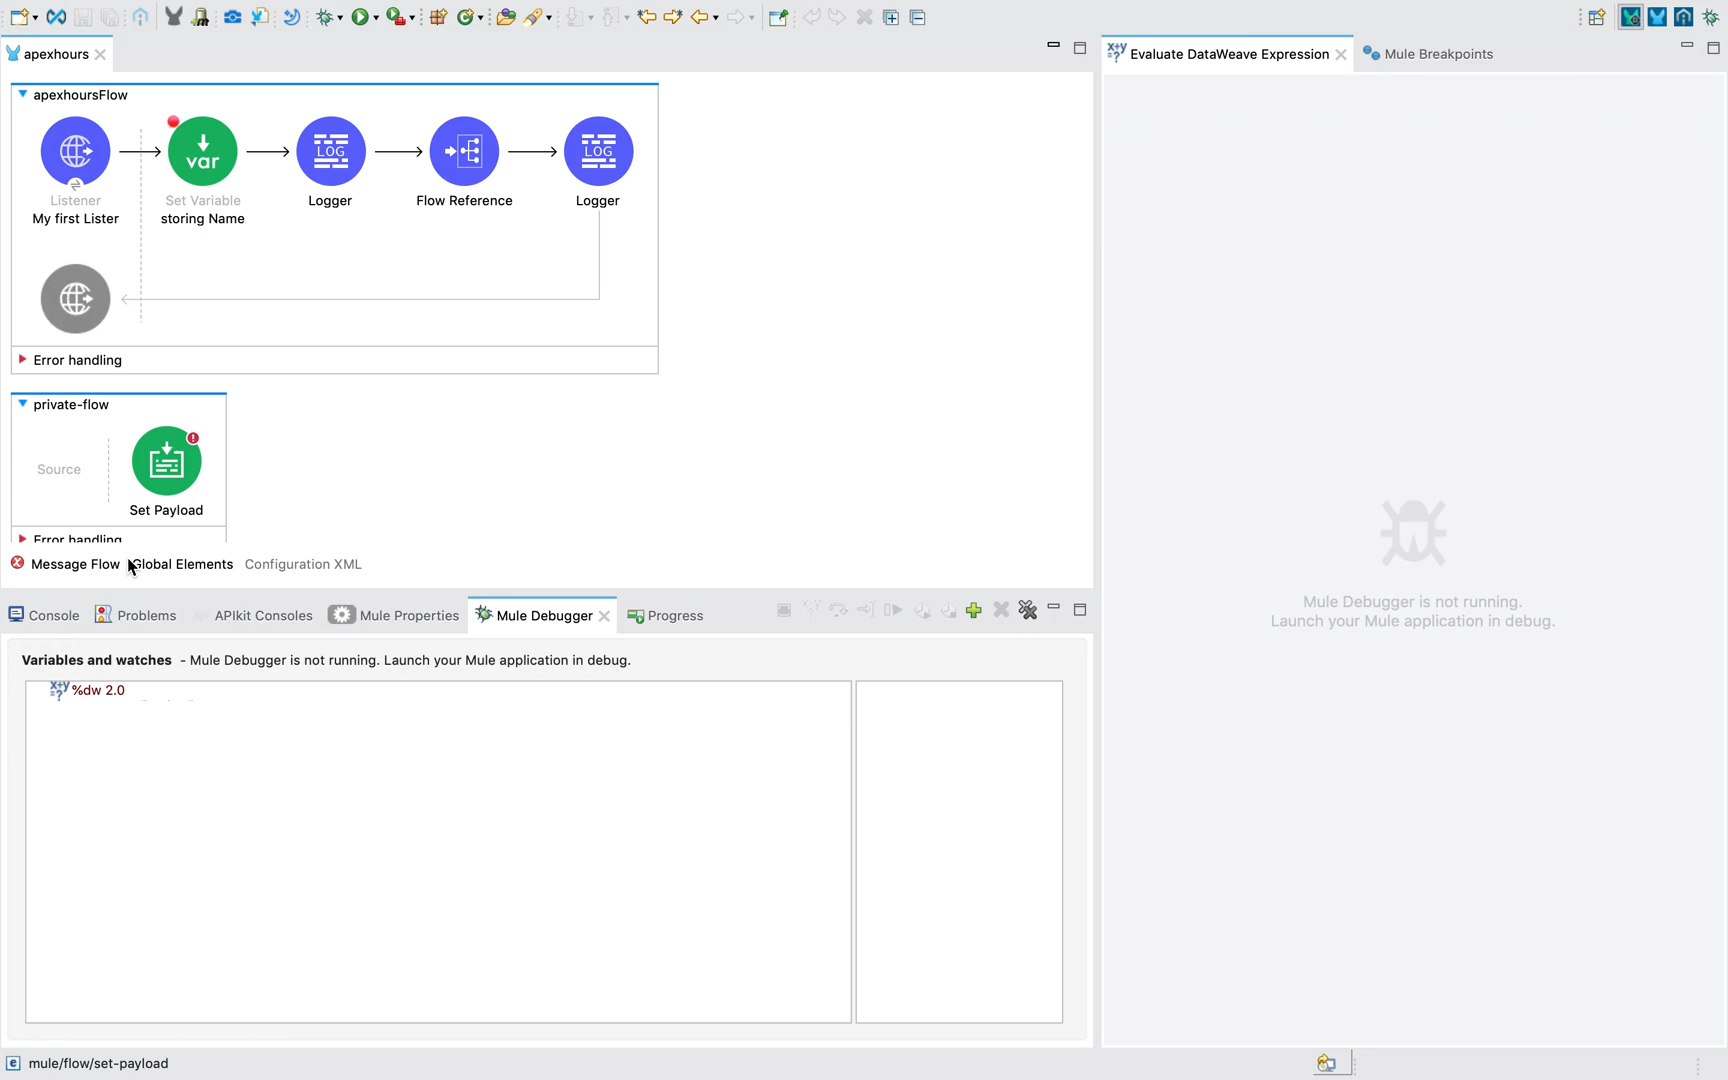 apexhours
Evaluate DataWeave Expression
Mule Breakpoints
apexhoursFlow
var
LOG
LOG
Listener
My first Lister
Set Variable
storing Name
Logger
Flow Reference
Logger
Error handling
private-flow
Source
Set Payload
Error handling
Message Flow
Global Elements
Configuration XML
Mule Debugger is not running.
Launch your Mule application in debug.
Console
Problems
APIkit Consoles
Mule Properties
Mule Debugger
Progress
Variables and watches - Mule Debugger is not running. Launch your Mule application in debug.
x+y =? %dw 2.0
mule/flow/set-payload